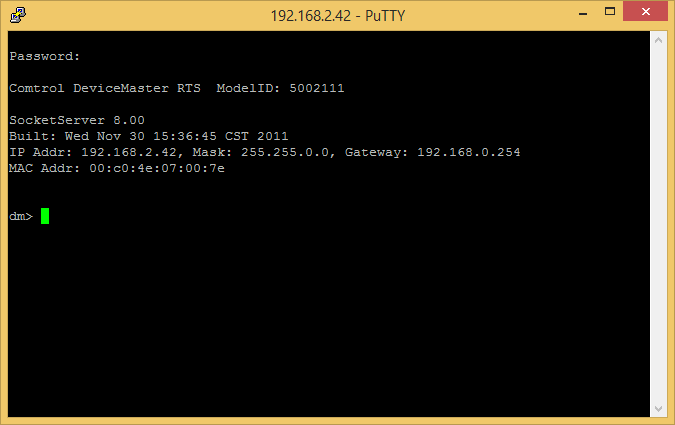 192.168.2.42 - PuTTY
Password:
Comtrol DeviceMaster RTS  ModelID: 5002111
SocketServer 8.00
Built: Wed Nov 30 15:36:45 CST 2011
IP Addr: 192.168.2.42, Mask: 255.255.0.0, Gateway: 192.168.0.254
MAC Addr: 00:c0:4e:07:00:7e
dm>